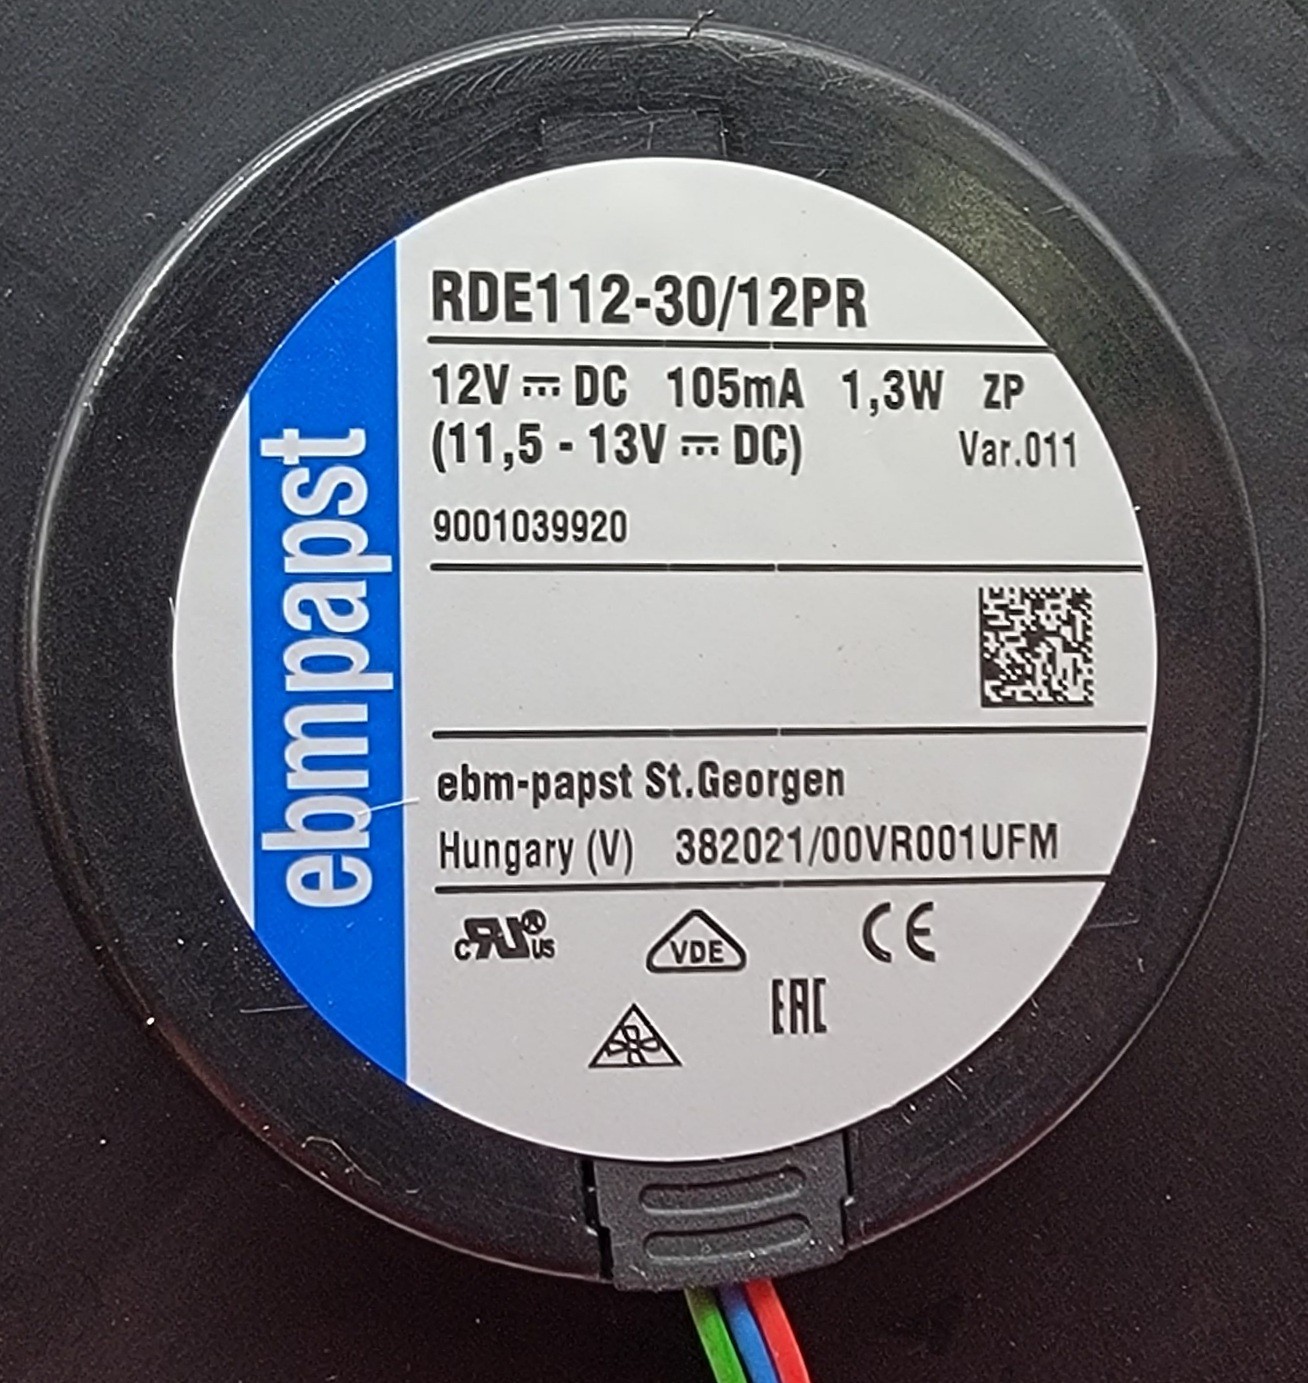 ebmpapst
RDE112-30/12PR
12V ⎓ DC 105mA 1,3W ZP
(11,5 - 13V ⎓ DC) Var.011
9001039920
ebm-papst St.Georgen
Hungary (V) 382021/00VR001UFM
c RU ® US VDE CE
EAC